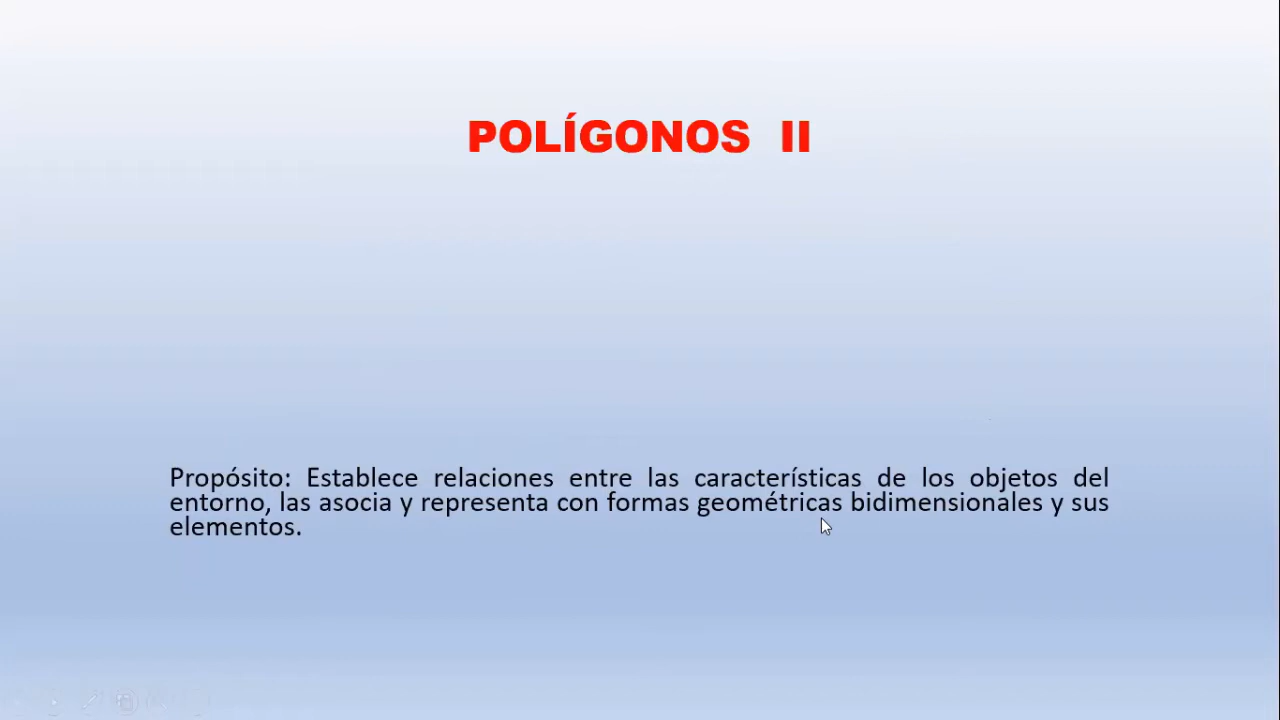 POLÍGONOS II
Propósito: Establece relaciones entre las características de los objetos del
entorno, las asocia y representa con formas geométricas bidimensionales y sus
elementos.